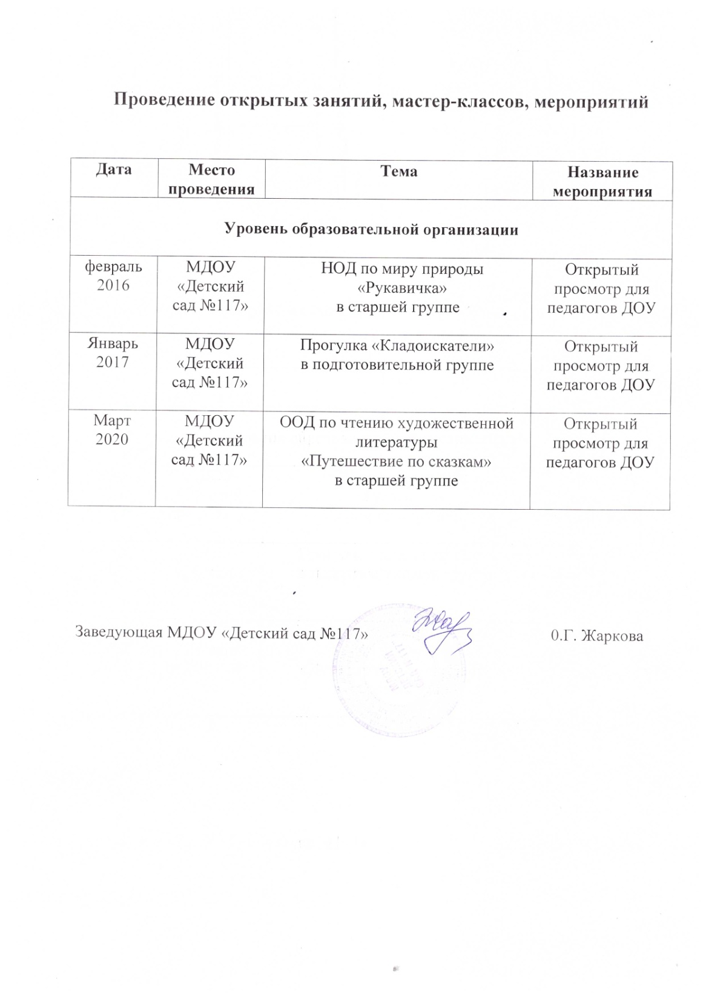 Проведение открытых занятий, мастер-классов, мероприятий
Дата
Место
проведения
Тема
Название
мероприятия
Уровень образовательной организации
февраль
2016
МДОУ
«Детский
сад №117»
НОД по миру природы
«Рукавичка»
в старшей группе
Открытый
просмотр для
педагогов ДОУ
Январь
2017
МДОУ
«Детский
сад №117»
Прогулка «Кладоискатели»
в подготовительной группе
Открытый
просмотр для
педагогов ДОУ
Март
2020
МДОУ
«Детский
сад №117»
ООД по чтению художественной
литературы
«Путешествие по сказкам»
в старшей группе
Открытый
просмотр для
педагогов ДОУ
Заведующая МДОУ «Детский сад №117»
0.Г. Жаркова